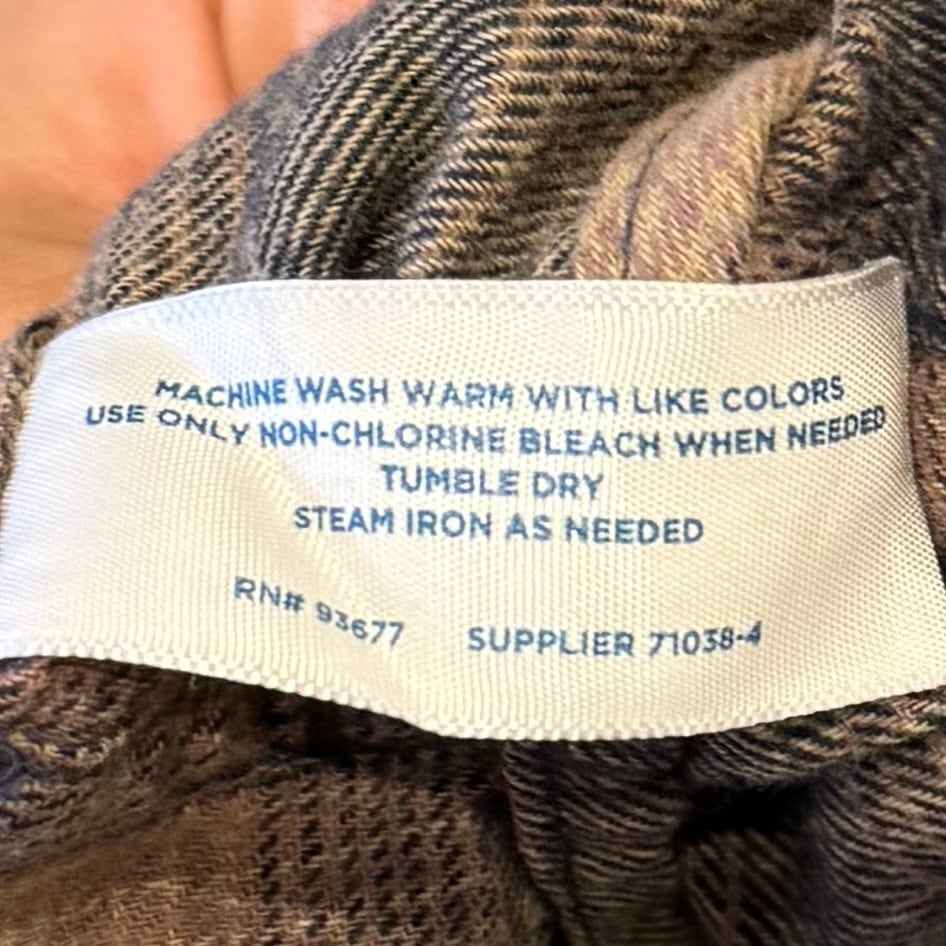 MACHINE WASH WARM WITH LIKE COLORS
USE ONLY NON-CHLORINE BLEACH WHEN NEEDED
TUMBLE DRY
STEAM IRON AS NEEDED
RN# 93677 SUPPLIER 71038-4